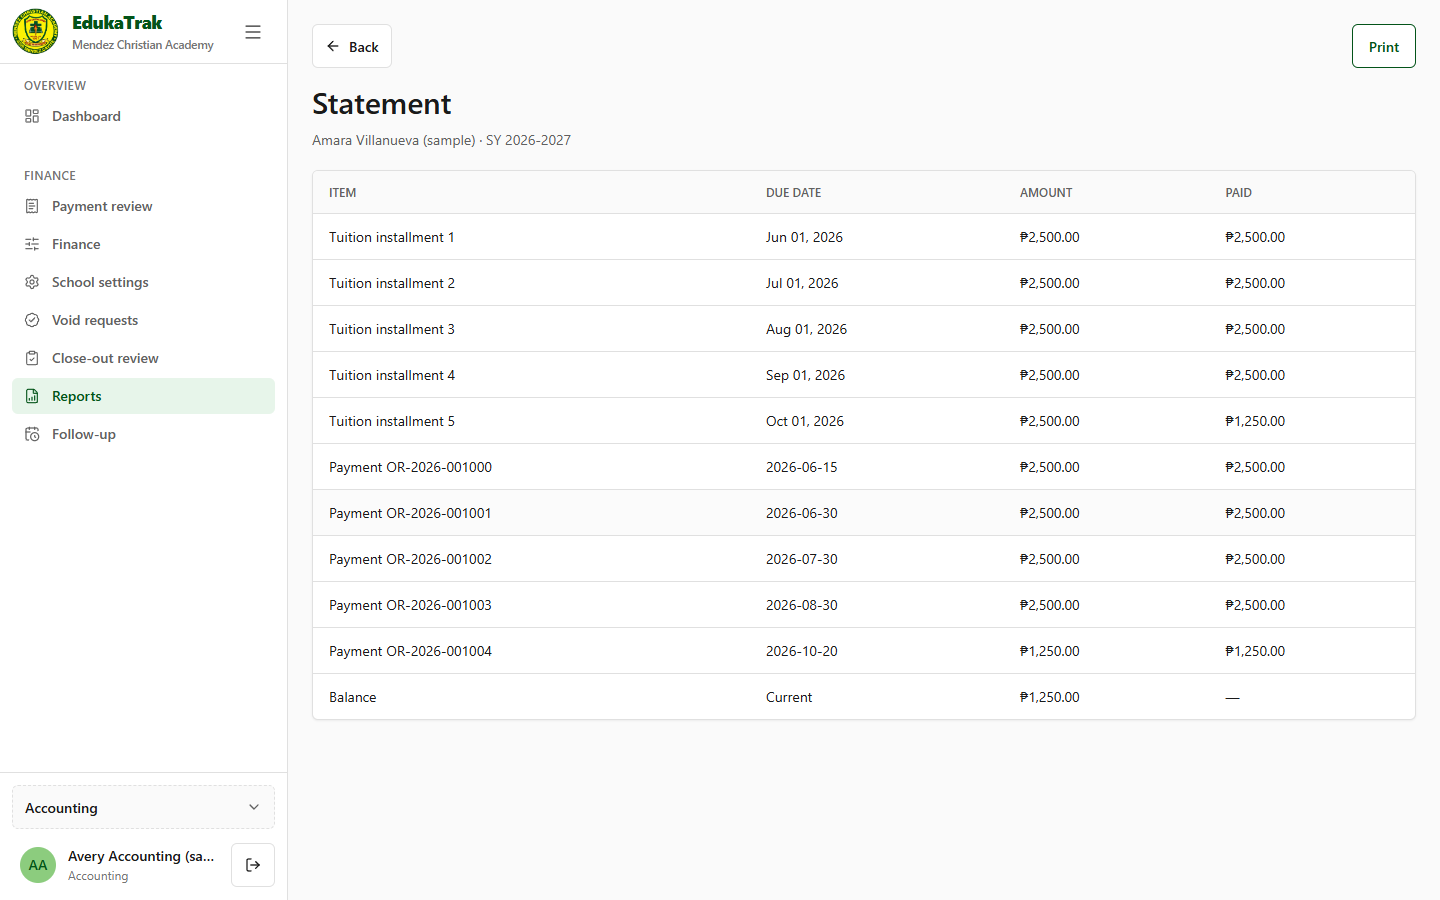 EdukaTrak
Mendez Christian Academy
OVERVIEW
Dashboard
FINANCE
Payment review
Finance
School settings
Void requests
Close-out review
Reports
Follow-up
Accounting
AA
Avery Accounting (sa...
Accounting
Back
Print
Statement
Amara Villanueva (sample) · SY 2026-2027
ITEM DUE DATE AMOUNT PAID
Tuition installment 1 Jun 01, 2026 ₱2,500.00 ₱2,500.00
Tuition installment 2 Jul 01, 2026 ₱2,500.00 ₱2,500.00
Tuition installment 3 Aug 01, 2026 ₱2,500.00 ₱2,500.00
Tuition installment 4 Sep 01, 2026 ₱2,500.00 ₱2,500.00
Tuition installment 5 Oct 01, 2026 ₱2,500.00 ₱1,250.00
Payment OR-2026-001000 2026-06-15 ₱2,500.00 ₱2,500.00
Payment OR-2026-001001 2026-06-30 ₱2,500.00 ₱2,500.00
Payment OR-2026-001002 2026-07-30 ₱2,500.00 ₱2,500.00
Payment OR-2026-001003 2026-08-30 ₱2,500.00 ₱2,500.00
Payment OR-2026-001004 2026-10-20 ₱1,250.00 ₱1,250.00
Balance Current ₱1,250.00 —